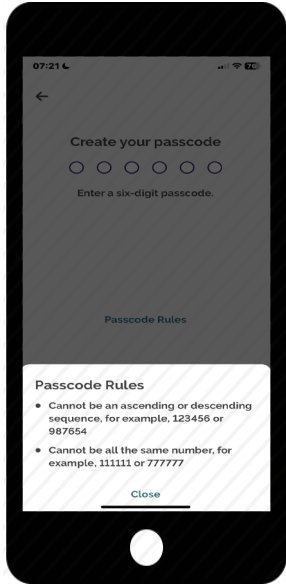 07:21
70
Create your passcode
Enter a six-digit passcode.
Passcode Rules
Passcode Rules
• Cannot be an ascending or descending
sequence, for example, 123456 or
987654
• Cannot be all the same number, for
example, 111111 or 777777
Close